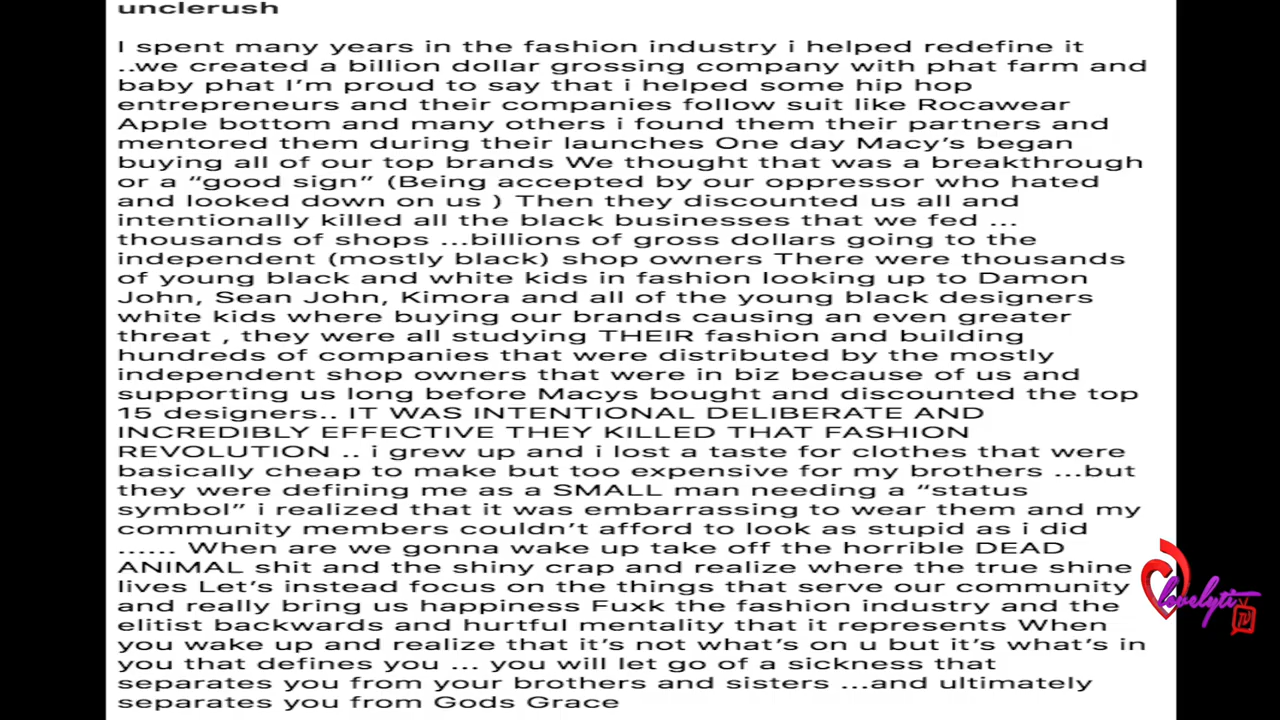 unclerush
I spent many years in the fashion industry i helped redefine it
..we created a billion dollar grossing company with phat farm and
baby phat I’m proud to say that i helped some hip hop
entrepreneurs and their companies follow suit like Rocawear
Apple bottom and many others i found them their partners and
mentored them during their launches One day Macy’s began
buying all of our top brands We thought that was a breakthrough
or a “good sign” (Being accepted by our oppressor who hated
and looked down on us ) Then they discounted us all and
intentionally killed all the black businesses that we fed ...
thousands of shops ...billions of gross dollars going to the
independent (mostly black) shop owners There were thousands
of young black and white kids in fashion looking up to Damon
John, Sean John, Kimora and all of the young black designers
white kids where buying our brands causing an even greater
threat , they were all studying THEIR fashion and building
hundreds of companies that were distributed by the mostly
independent shop owners that were in biz because of us and
supporting us long before Macys bought and discounted the top
15 designers.. IT WAS INTENTIONAL DELIBERATE AND
INCREDIBLY EFFECTIVE THEY KILLED THAT FASHION
REVOLUTION .. i grew up and i lost a taste for clothes that were
basically cheap to make but too expensive for my brothers ...but
they were defining me as a SMALL man needing a “status
symbol” i realized that it was embarrassing to wear them and my
community members couldn’t afford to look as stupid as i did
...... When are we gonna wake up take off the horrible DEAD
ANIMAL shit and the shiny crap and realize where the true shine
lives Let’s instead focus on the things that serve our community
and really bring us happiness Fuxk the fashion industry and the
elitist backwards and hurtful mentality that it represents When
you wake up and realize that it’s not what’s on u but it’s what’s in
you that defines you ... you will let go of a sickness that
separates you from your brothers and sisters ...and ultimately
separates you from Gods Grace
lovelyti
TV